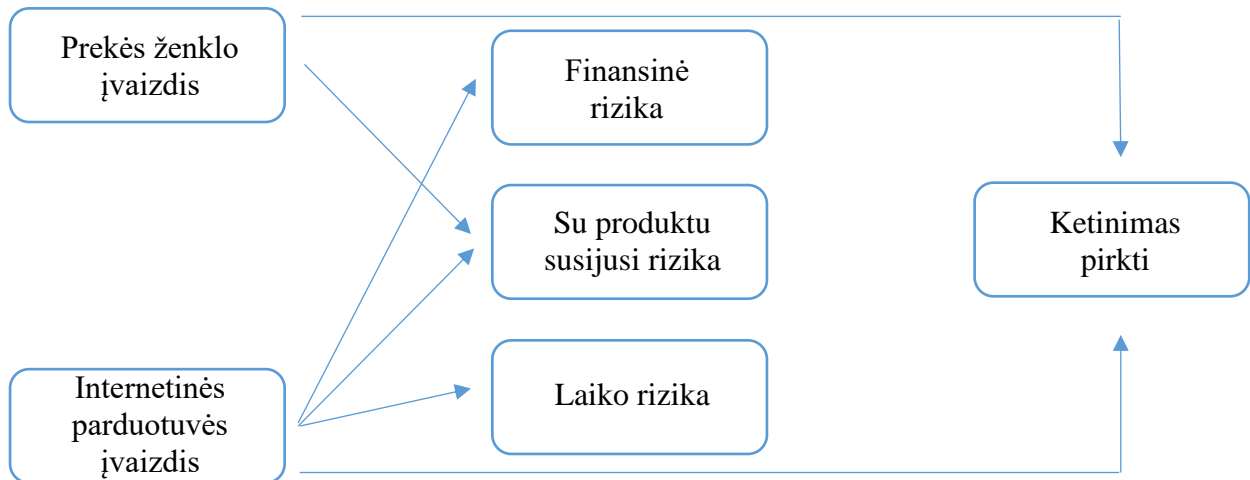 Prekės ženklo
įvaizdis
Finansinė
rizika
Su produktu
susijusi rizika
Ketinimas
pirkti
Internetinės
parduotuvės
įvaizdis
Laiko rizika